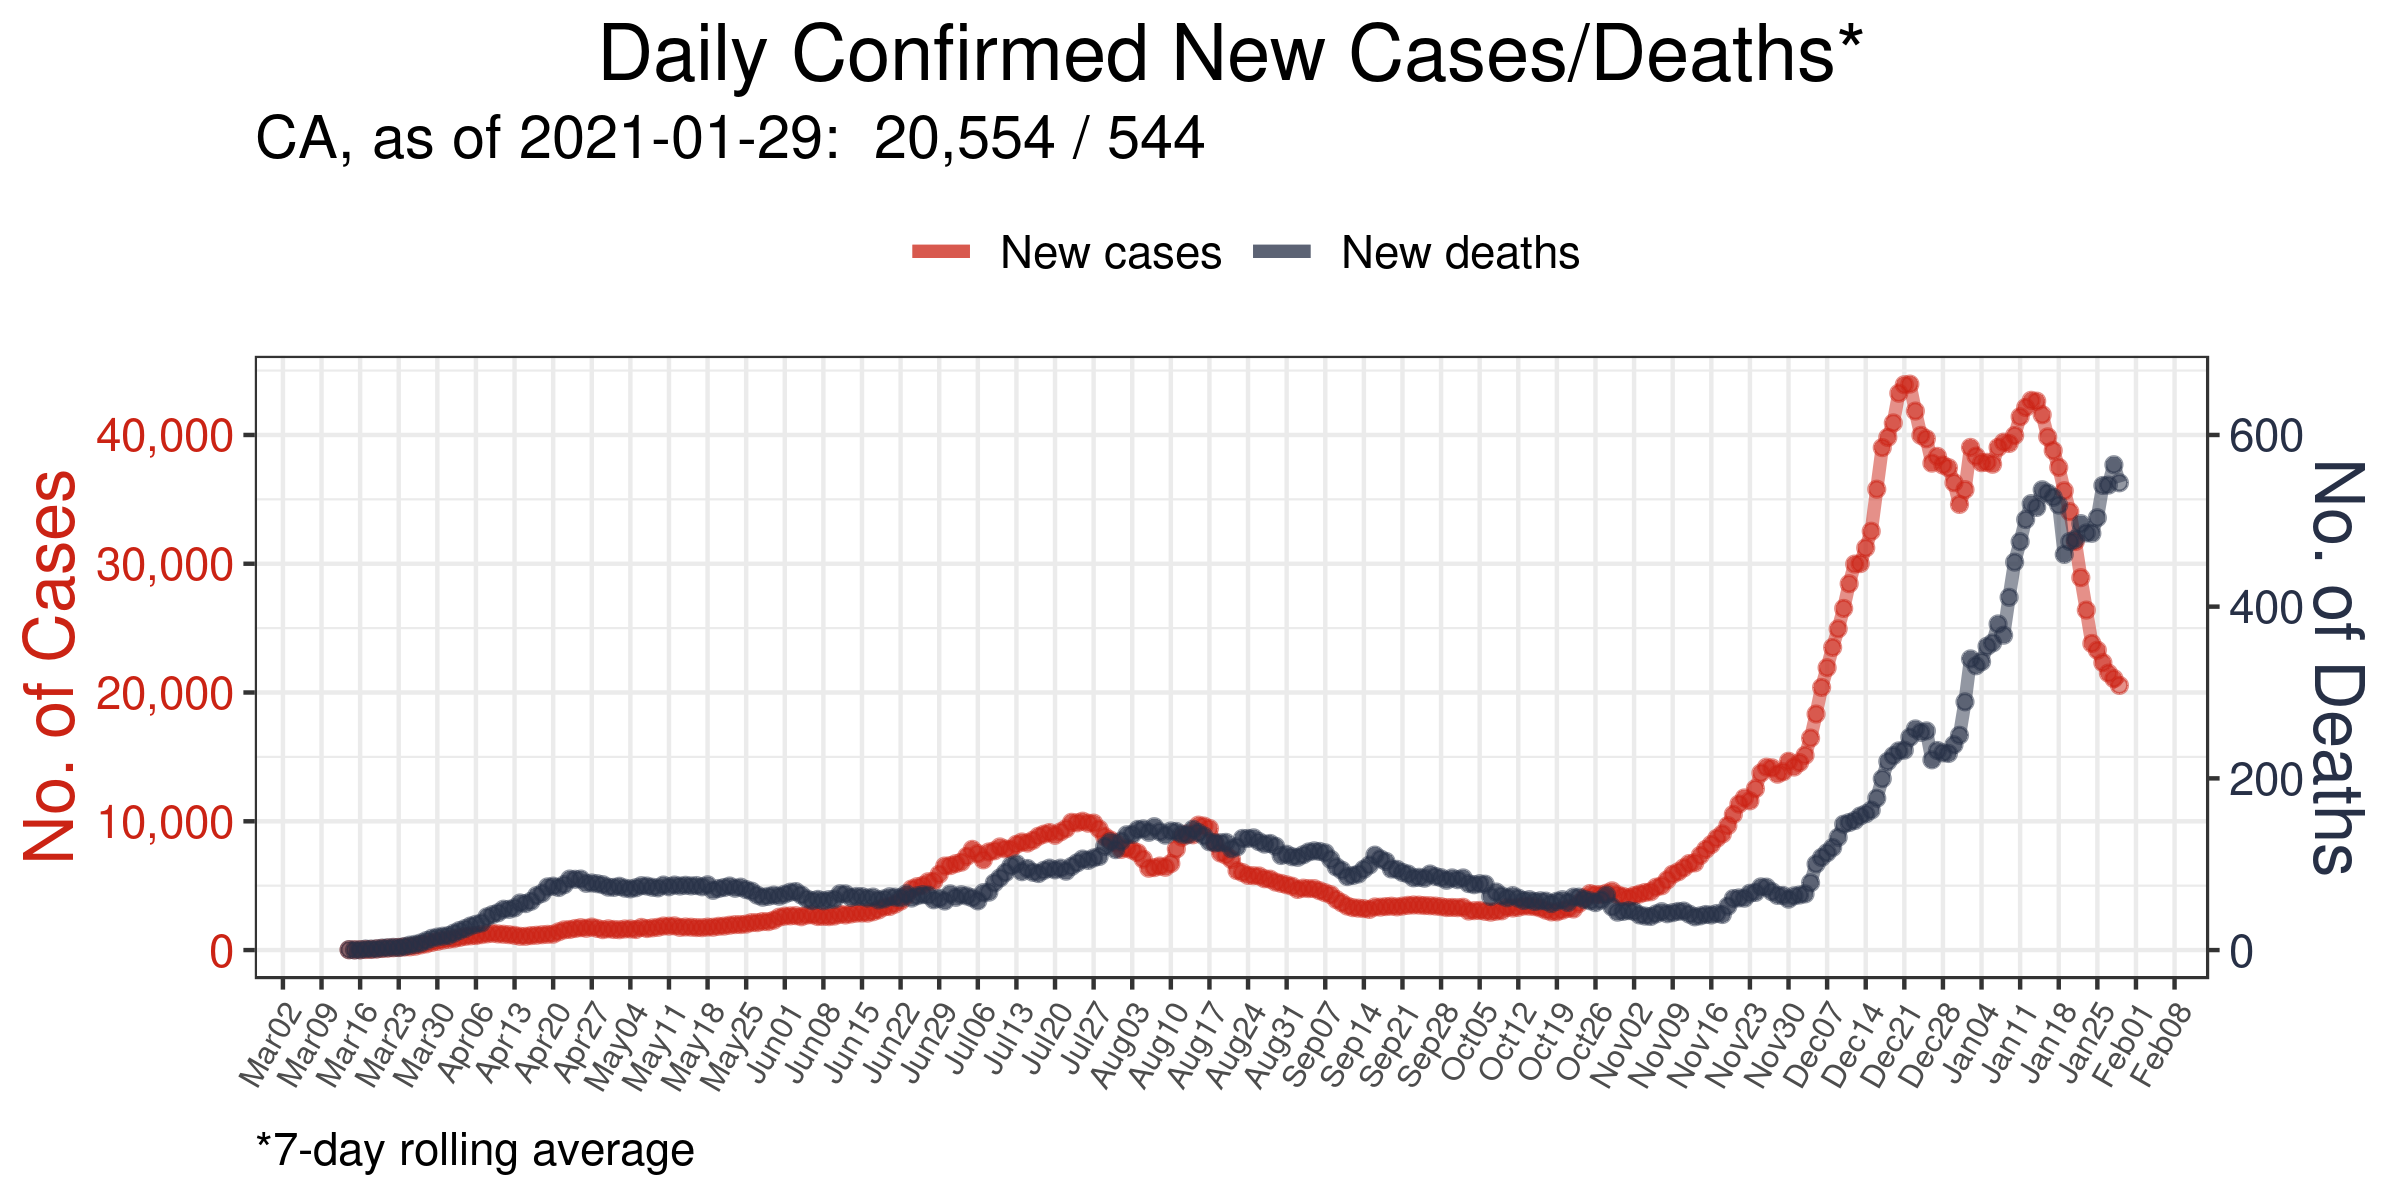 Daily Confirmed New Cases/Deaths*
CA, as of 2021-01-29:  20,554 / 544
New cases New deaths
No. of Cases
40,000
30,000
20,000
10,000
0
600
400
200
0
No. of Deaths
Mar02 Mar09 Mar16 Mar23 Mar30 Apr06 Apr13 Apr20 Apr27 May04 May11 May18 May25 Jun01 Jun08 Jun15 Jun22 Jun29 Jul06 Jul13 Jul20 Jul27 Aug03 Aug10 Aug17 Aug24 Aug31 Sep07 Sep14 Sep21 Sep28 Oct05 Oct12 Oct19 Oct26 Nov02 Nov09 Nov16 Nov23 Nov30 Dec07 Dec14 Dec21 Dec28 Jan04 Jan11 Jan18 Jan25 Feb01 Feb08
*7-day rolling average